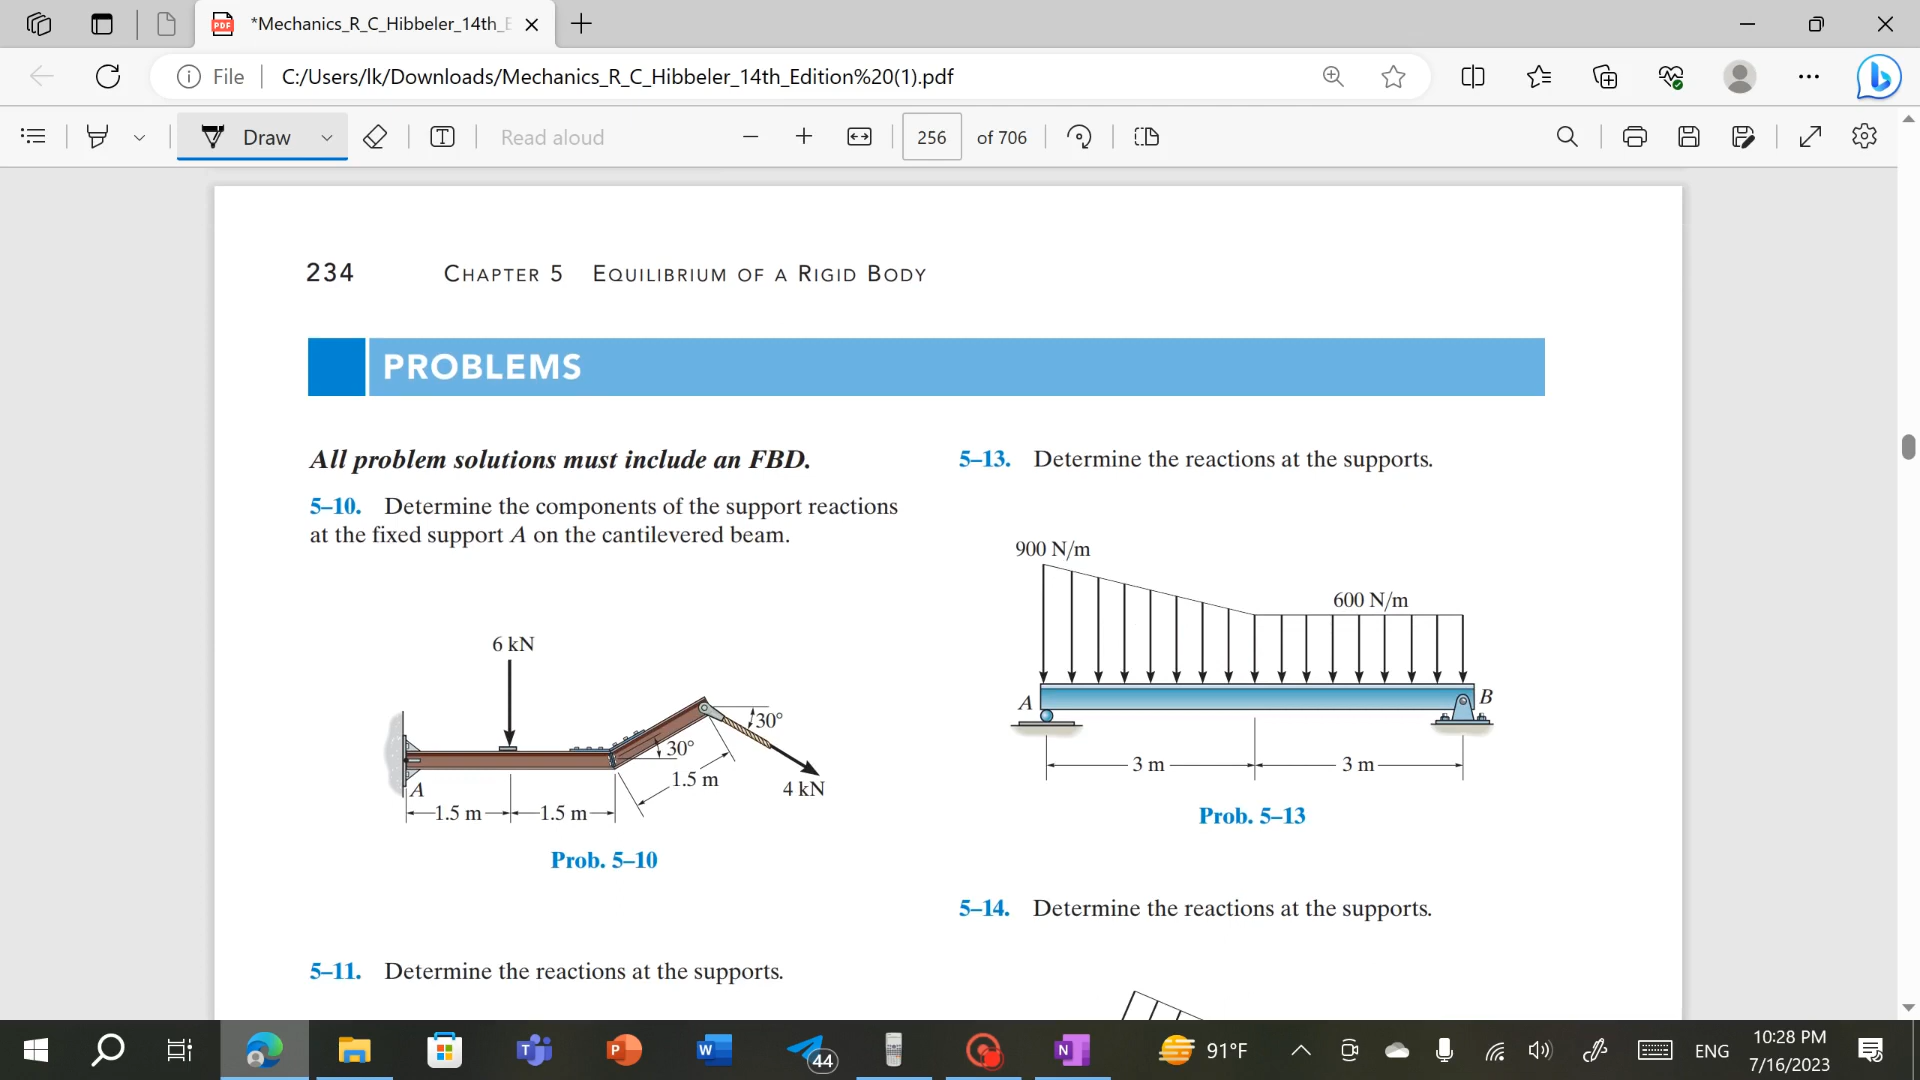 *Mechanics_R_C_Hibbeler_14th_E
File
C:/Users/lk/Downloads/Mechanics_R_C_Hibbeler_14th_Edition%20(1).pdf
Draw
Read aloud
256
of 706
234 CHAPTER 5 EQUILIBRIUM OF A RIGID BODY
PROBLEMS
All problem solutions must include an FBD.
5–10. Determine the components of the support reactions
at the fixed support A on the cantilevered beam.
6 kN
30°
30°
1.5 m
4 kN
A
1.5 m
1.5 m
Prob. 5–10
5–11. Determine the reactions at the supports.
5–13. Determine the reactions at the supports.
900 N/m
600 N/m
A
B
3 m
3 m
Prob. 5–13
5–14. Determine the reactions at the supports.
44
91°F
ENG
10:28 PM
7/16/2023